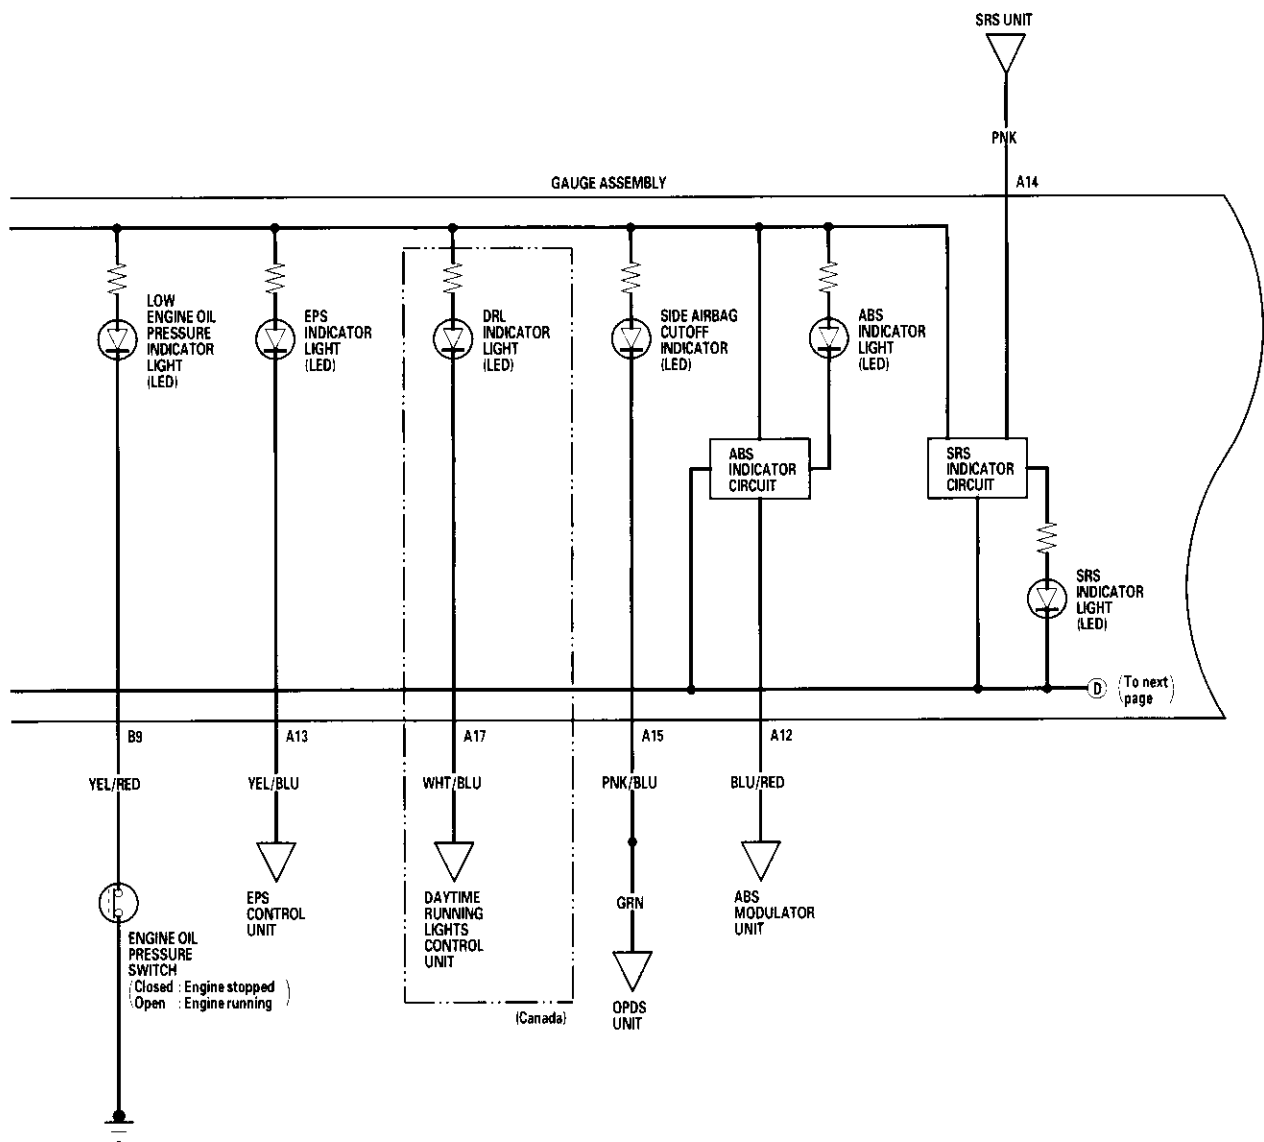 SRS UNIT
PNK
GAUGE ASSEMBLY
A14
LOW
ENGINE OIL
PRESSURE
INDICATOR
LIGHT
(LED)
EPS
INDICATOR
LIGHT
(LED)
DRL
INDICATOR
LIGHT
(LED)
SIDE AIRBAG
CUTOFF
INDICATOR
(LED)
ABS
INDICATOR
LIGHT
(LED)
ABS
INDICATOR
CIRCUIT
SRS
INDICATOR
CIRCUIT
SRS
INDICATOR
LIGHT
(LED)
D
(To next
page)
B9
A13
A17
A15
A12
YEL/RED
YEL/BLU
WHT/BLU
PNK/BLU
BLU/RED
EPS
CONTROL
UNIT
DAYTIME
RUNNING
LIGHTS
CONTROL
UNIT
GRN
ABS
MODULATOR
UNIT
ENGINE OIL
PRESSURE
SWITCH
(Closed : Engine stopped
Open : Engine running)
(Canada)
OPDS
UNIT